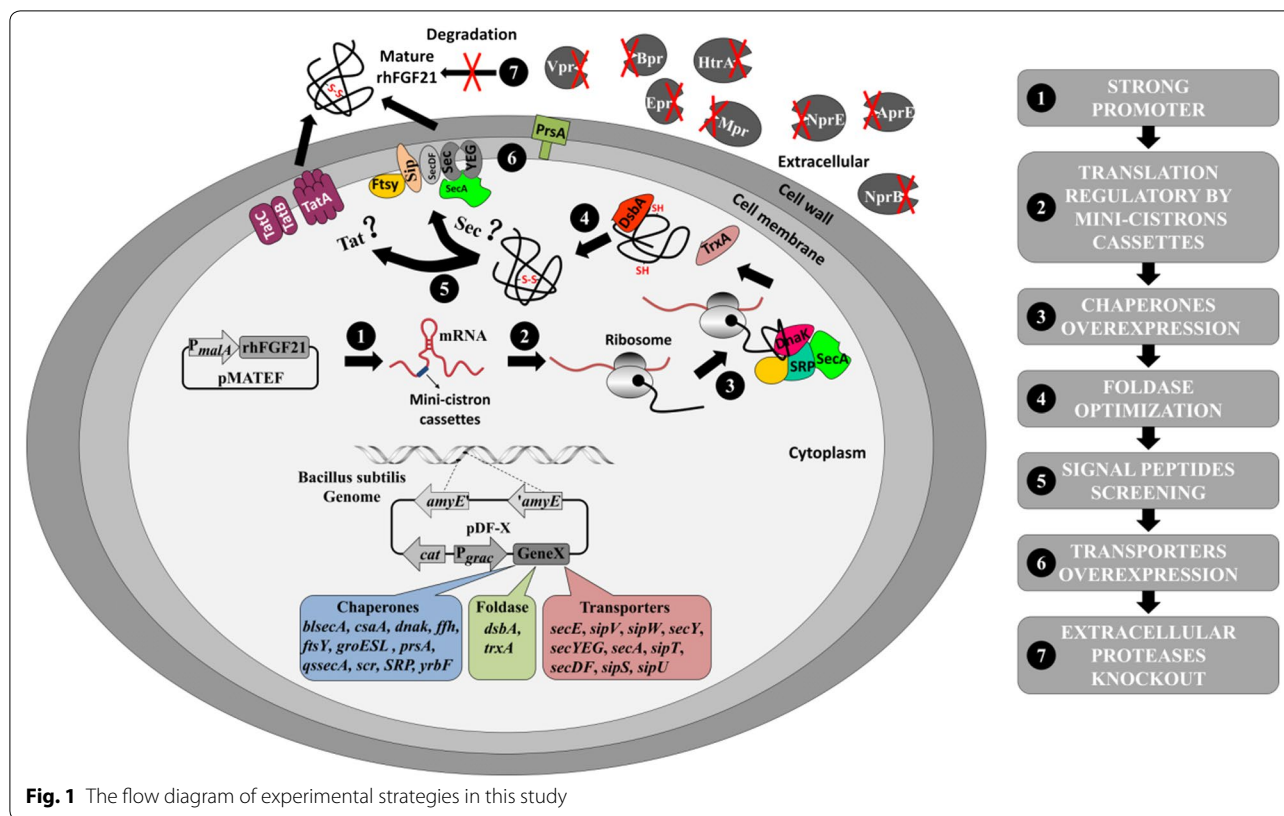 Degradation
Mature
rhFGF21
-S-S-
7
Vpr
Bpr
HtrA
Epr
Mpr
NprE
AprE
NprB
Extracellular
Cell wall
Cell membrane
PrsA
6
TatC
TatB
TatA
Ftsy
Sip
SecDF
Sec
YEG
SecA
Tat ?
Sec ?
5
-S-S-
4
DsbA
SH
SH
TrxA
PmalA
rhFGF21
pMATEF
1
mRNA
Mini-cistron
cassettes
2
Ribosome
3
DnaK
SRP
SecA
Cytoplasm
Bacillus subtilis
Genome
amyE'
'amyE
pDF-X
cat
Pgrac
GeneX
Chaperones
blsecA, csaA, dnak, ffh,
ftsY, groESL , prsA,
qssecA, scr, SRP, yrbF
Foldase
dsbA,
trxA
Transporters
secE, sipV, sipW, secY,
secYEG, secA, sipT,
secDF, sipS, sipU
1
STRONG
PROMOTER
2
TRANSLATION
REGULATORY BY
MINI-CISTRONS
CASSETTES
3
CHAPERONES
OVEREXPRESSION
4
FOLDASE
OPTIMIZATION
5
SIGNAL PEPTIDES
SCREENING
6
TRANSPORTERS
OVEREXPRESSION
7
EXTRACELLULAR
PROTEASES
KNOCKOUT
Fig. 1 The flow diagram of experimental strategies in this study